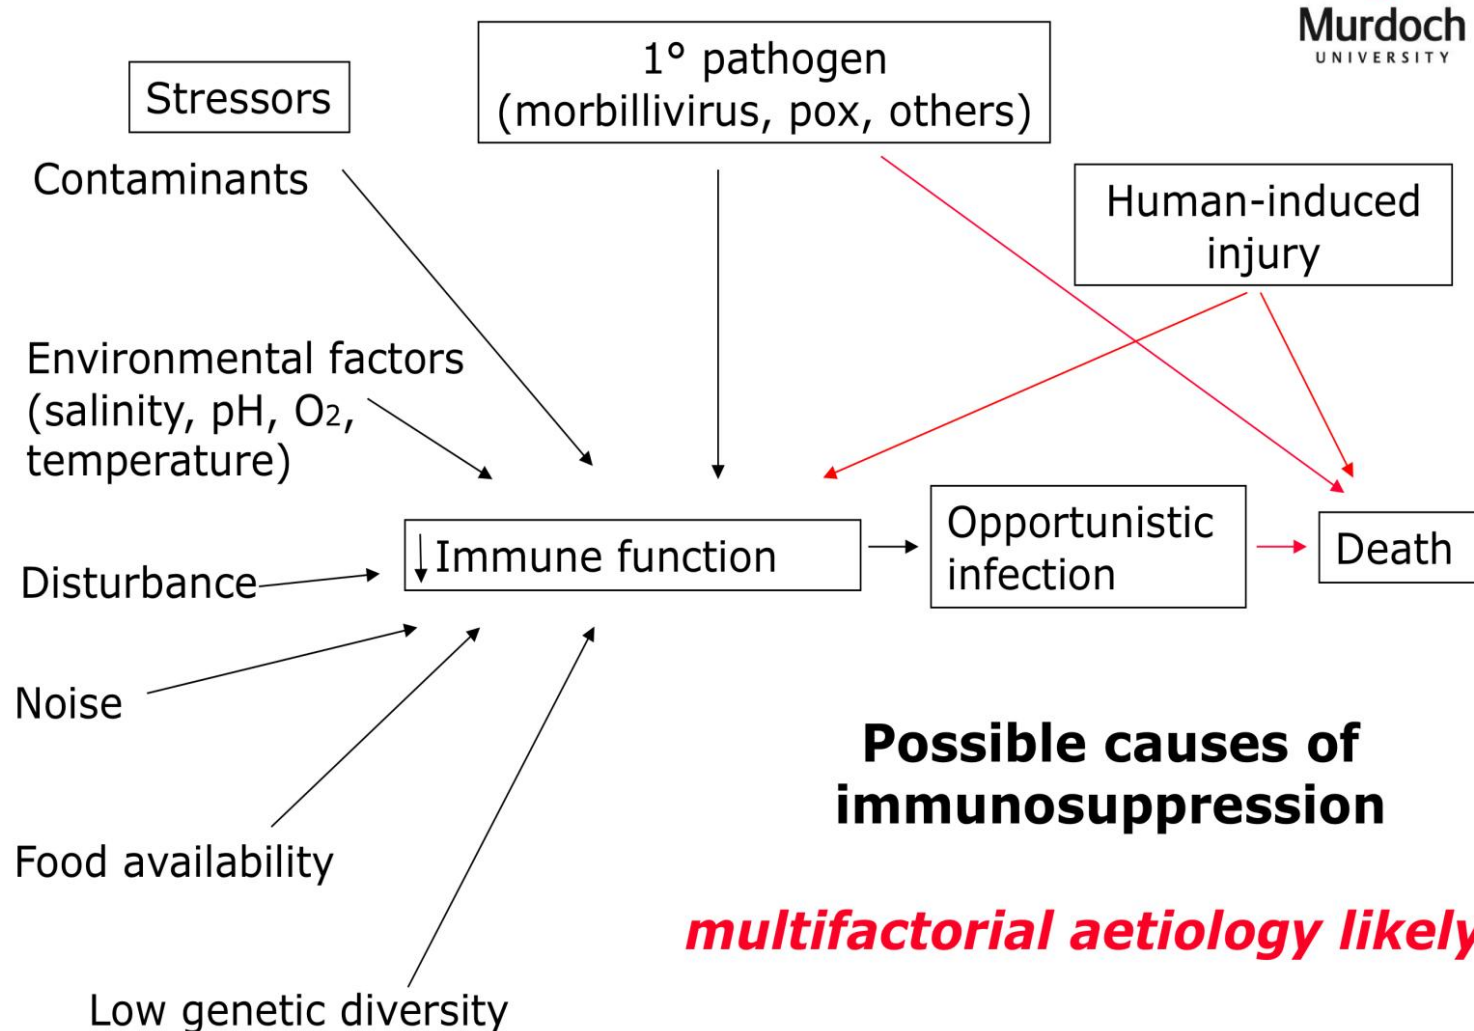 Murdoch
UNIVERSITY
1° pathogen
(morbillivirus, pox, others)
Stressors
Contaminants
Human-induced
injury
Environmental factors
(salinity, pH, O2,
temperature)
↓ Immune function
Opportunistic
infection
Death
Disturbance
Noise
Food availability
Low genetic diversity
Possible causes of
immunosuppression
multifactorial aetiology likely